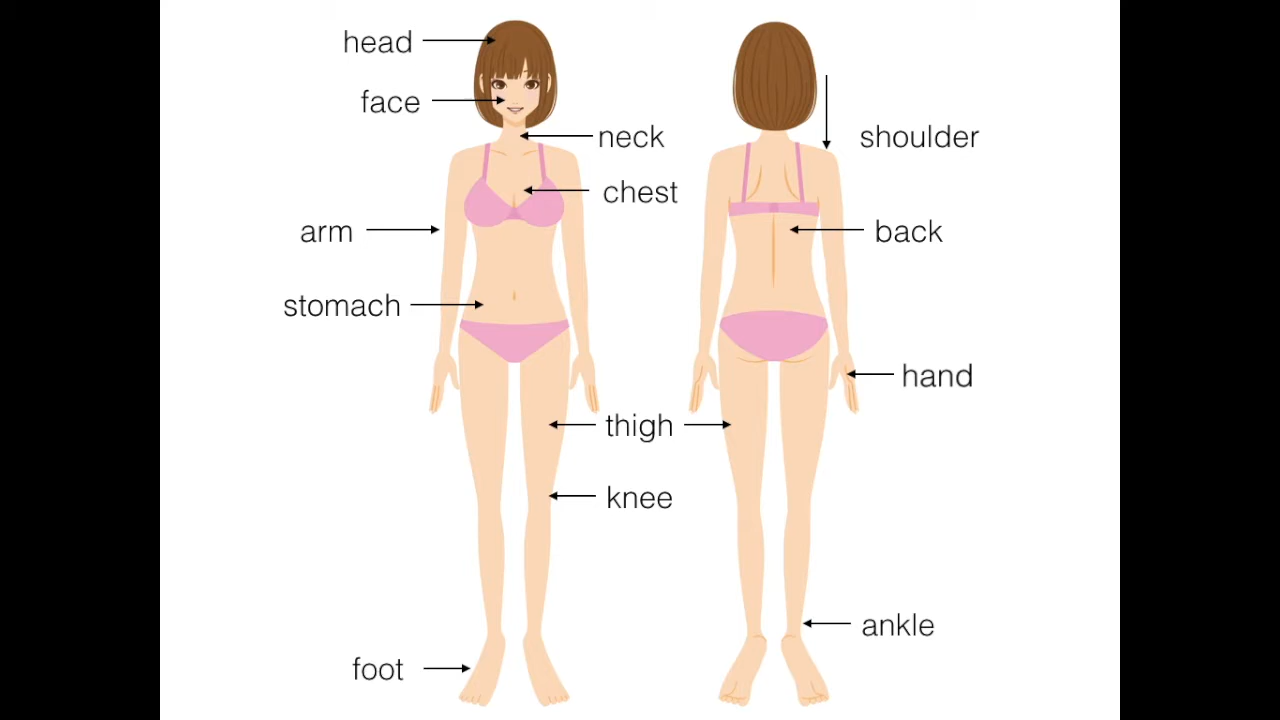 head
face
neck
shoulder
chest
arm
back
stomach
hand
thigh
knee
ankle
foot